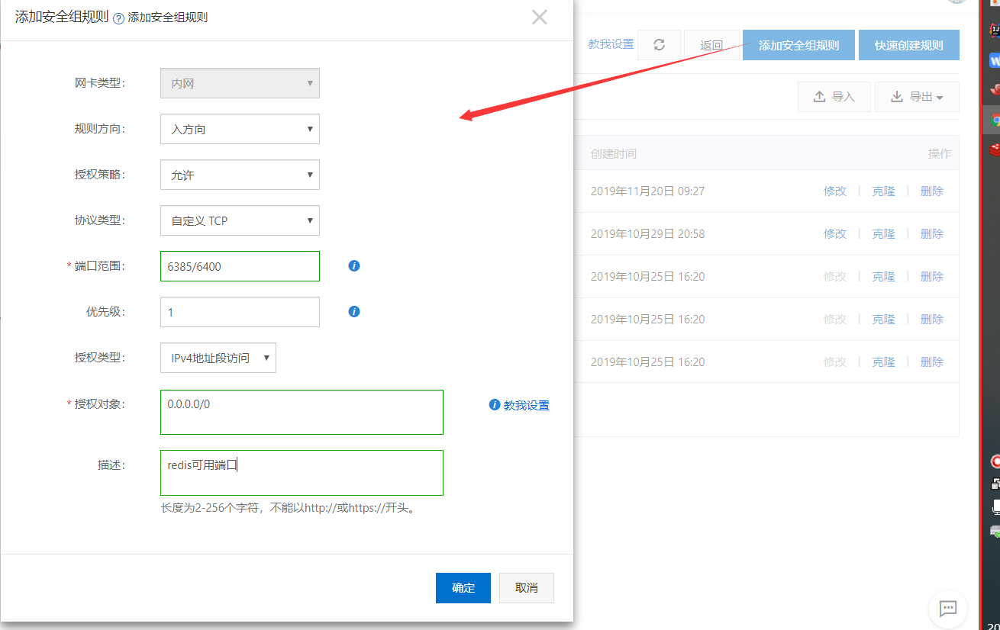 添加安全组规则 ? 添加安全组规则
网卡类型： 内网
规则方向： 入方向
授权策略： 允许
协议类型： 自定义 TCP
* 端口范围： 6385/6400
优先级： 1
授权类型： IPv4地址段访问
* 授权对象： 0.0.0.0/0
i 教我设置
描述： redis可用端口
长度为2-256个字符，不能以http://或https://开头。
确定 取消
教我设置 返回 添加安全组规则 快速创建规则
导入 导出
创建时间 操作
2019年11月20日 09:27 修改 | 克隆 | 删除
2019年10月29日 20:58 修改 | 克隆 | 删除
2019年10月25日 16:20 修改 | 克隆 | 删除
2019年10月25日 16:20 修改 | 克隆 | 删除
2019年10月25日 16:20 修改 | 克隆 | 删除